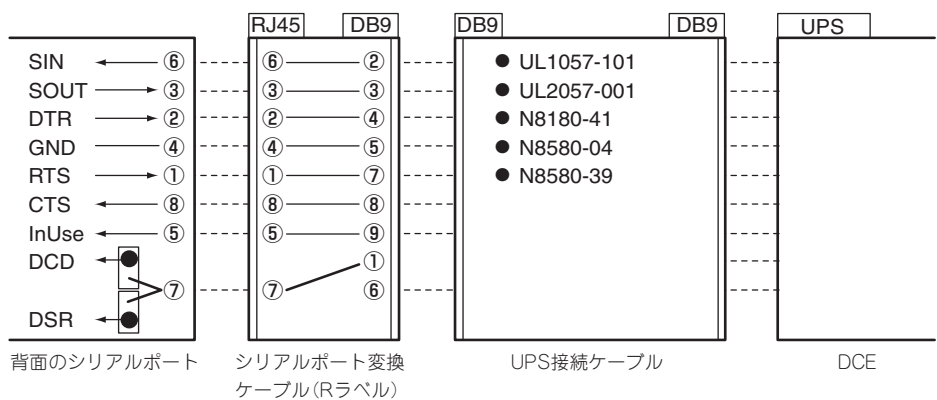 RJ45 DB9 DB9 DB9 UPS
SIN ⑥ ⑥ ② ● UL1057-101
SOUT ③ ③ ③ ● UL2057-001
DTR ② ② ④ ● N8180-41
GND ④ ④ ⑤ ● N8580-04
RTS ① ① ⑦ ● N8580-39
CTS ⑧ ⑧ ⑧
InUse ⑤ ⑤ ⑨
DCD ①
⑦ ⑦ ⑥
DSR
背面のシリアルポート シリアルポート変換 UPS接続ケーブル DCE
ケーブル(Rラベル)